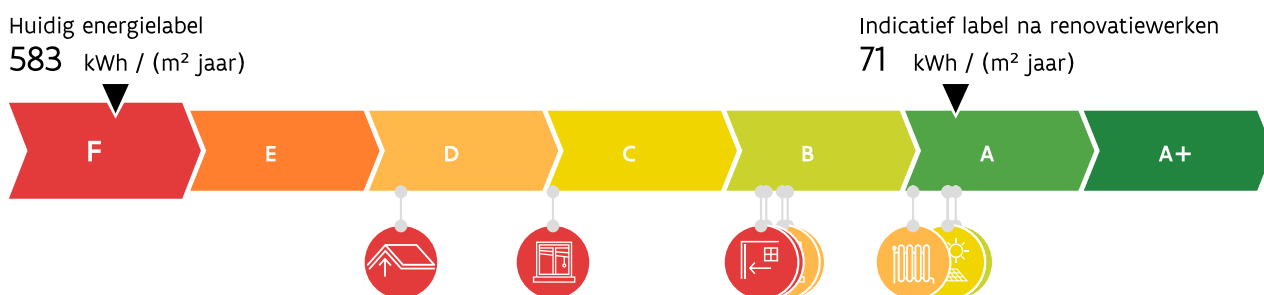 Huidig energielabel
583 kWh / (m² jaar)
Indicatief label na renovatiewerken
71 kWh / (m² jaar)
F E D C B A A+